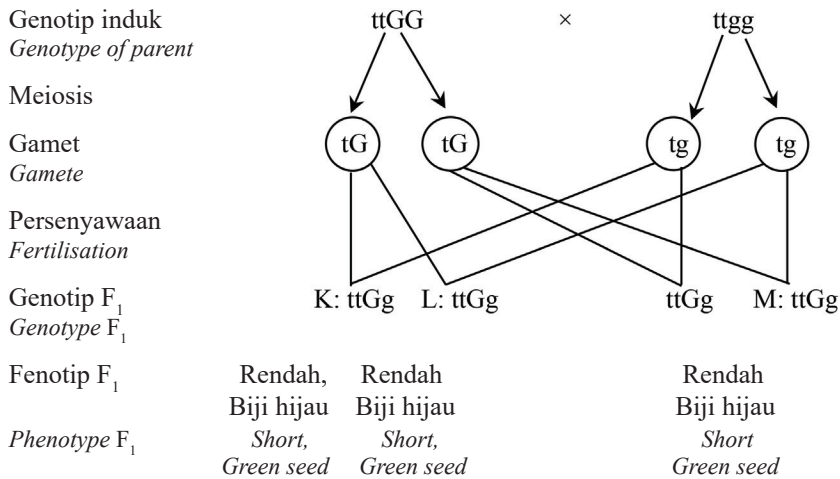 Genotip induk ttGG × ttgg
Genotype of parent
Meiosis
Gamet tG tG tg tg
Gamete
Persenyawaan
Fertilisation
Genotip F₁ K: ttGg L: ttGg ttGg M: ttGg
Genotype F₁
Fenotip F₁ Rendah, Rendah Rendah
Biji hijau Biji hijau Biji hijau
Phenotype F₁ Short, Short, Short
Green seed Green seed Green seed